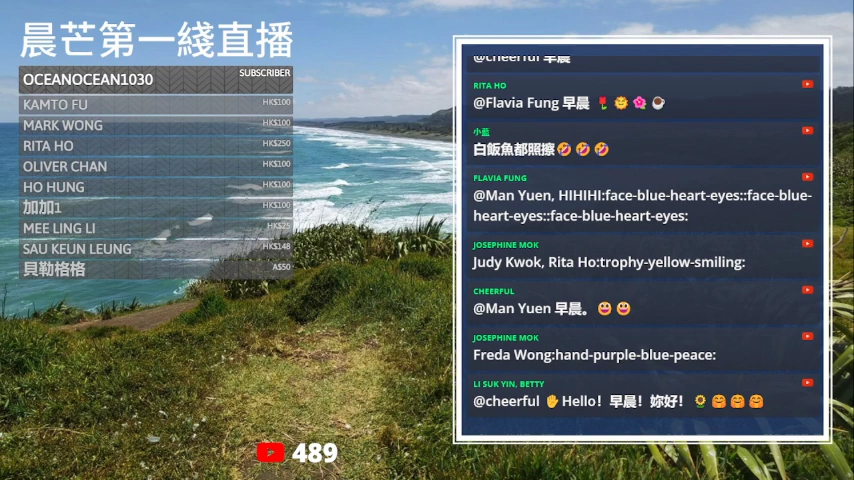 晨芒第一綫直播
OCEANOCEAN1030 SUBSCRIBER
KAMTO FU HK$100
MARK WONG HK$100
RITA HO HK$250
OLIVER CHAN HK$100
HO HUNG HK$100
加加1 HK$100
MEE LING LI HK$25
SAU KEUN LEUNG HK$148
貝勒格格 A$50
489
@cheerful 早晨
RITA HO
@Flavia Fung 早晨 🌷 🌞 🌺 ☕
小藍
白飯魚都照擦🤣 🤣 🤣
FLAVIA FUNG
@Man Yuen, HIHIHI:face-blue-heart-eyes::face-blue-
heart-eyes::face-blue-heart-eyes:
JOSEPHINE MOK
Judy Kwok, Rita Ho:trophy-yellow-smiling:
CHEERFUL
@Man Yuen 早晨。 😃 😃
JOSEPHINE MOK
Freda Wong:hand-purple-blue-peace:
LI SUK YIN, BETTY
@cheerful ✋Hello！早晨！妳好！ 🌻 🤗 🤗 🤗